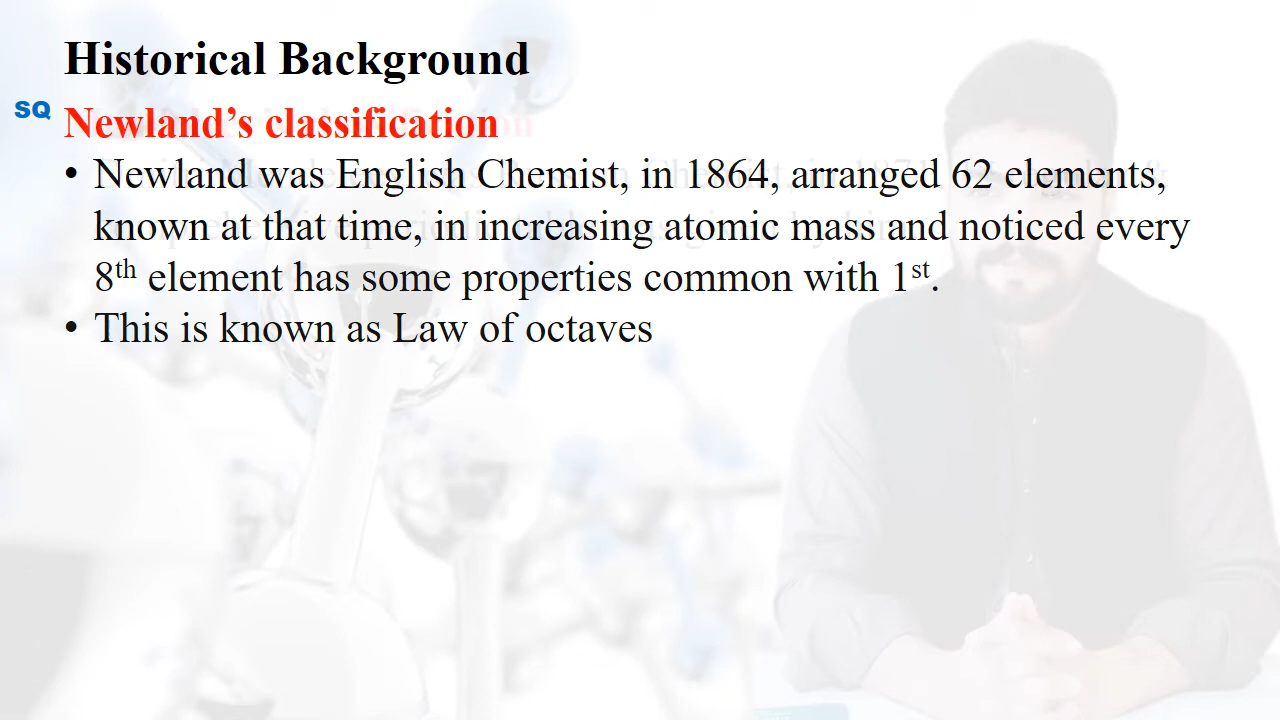 Historical Background
SQ Newland’s classification
• Newland was English Chemist, in 1864, arranged 62 elements,
known at that time, in increasing atomic mass and noticed every
8th element has some properties common with 1st.
• This is known as Law of octaves